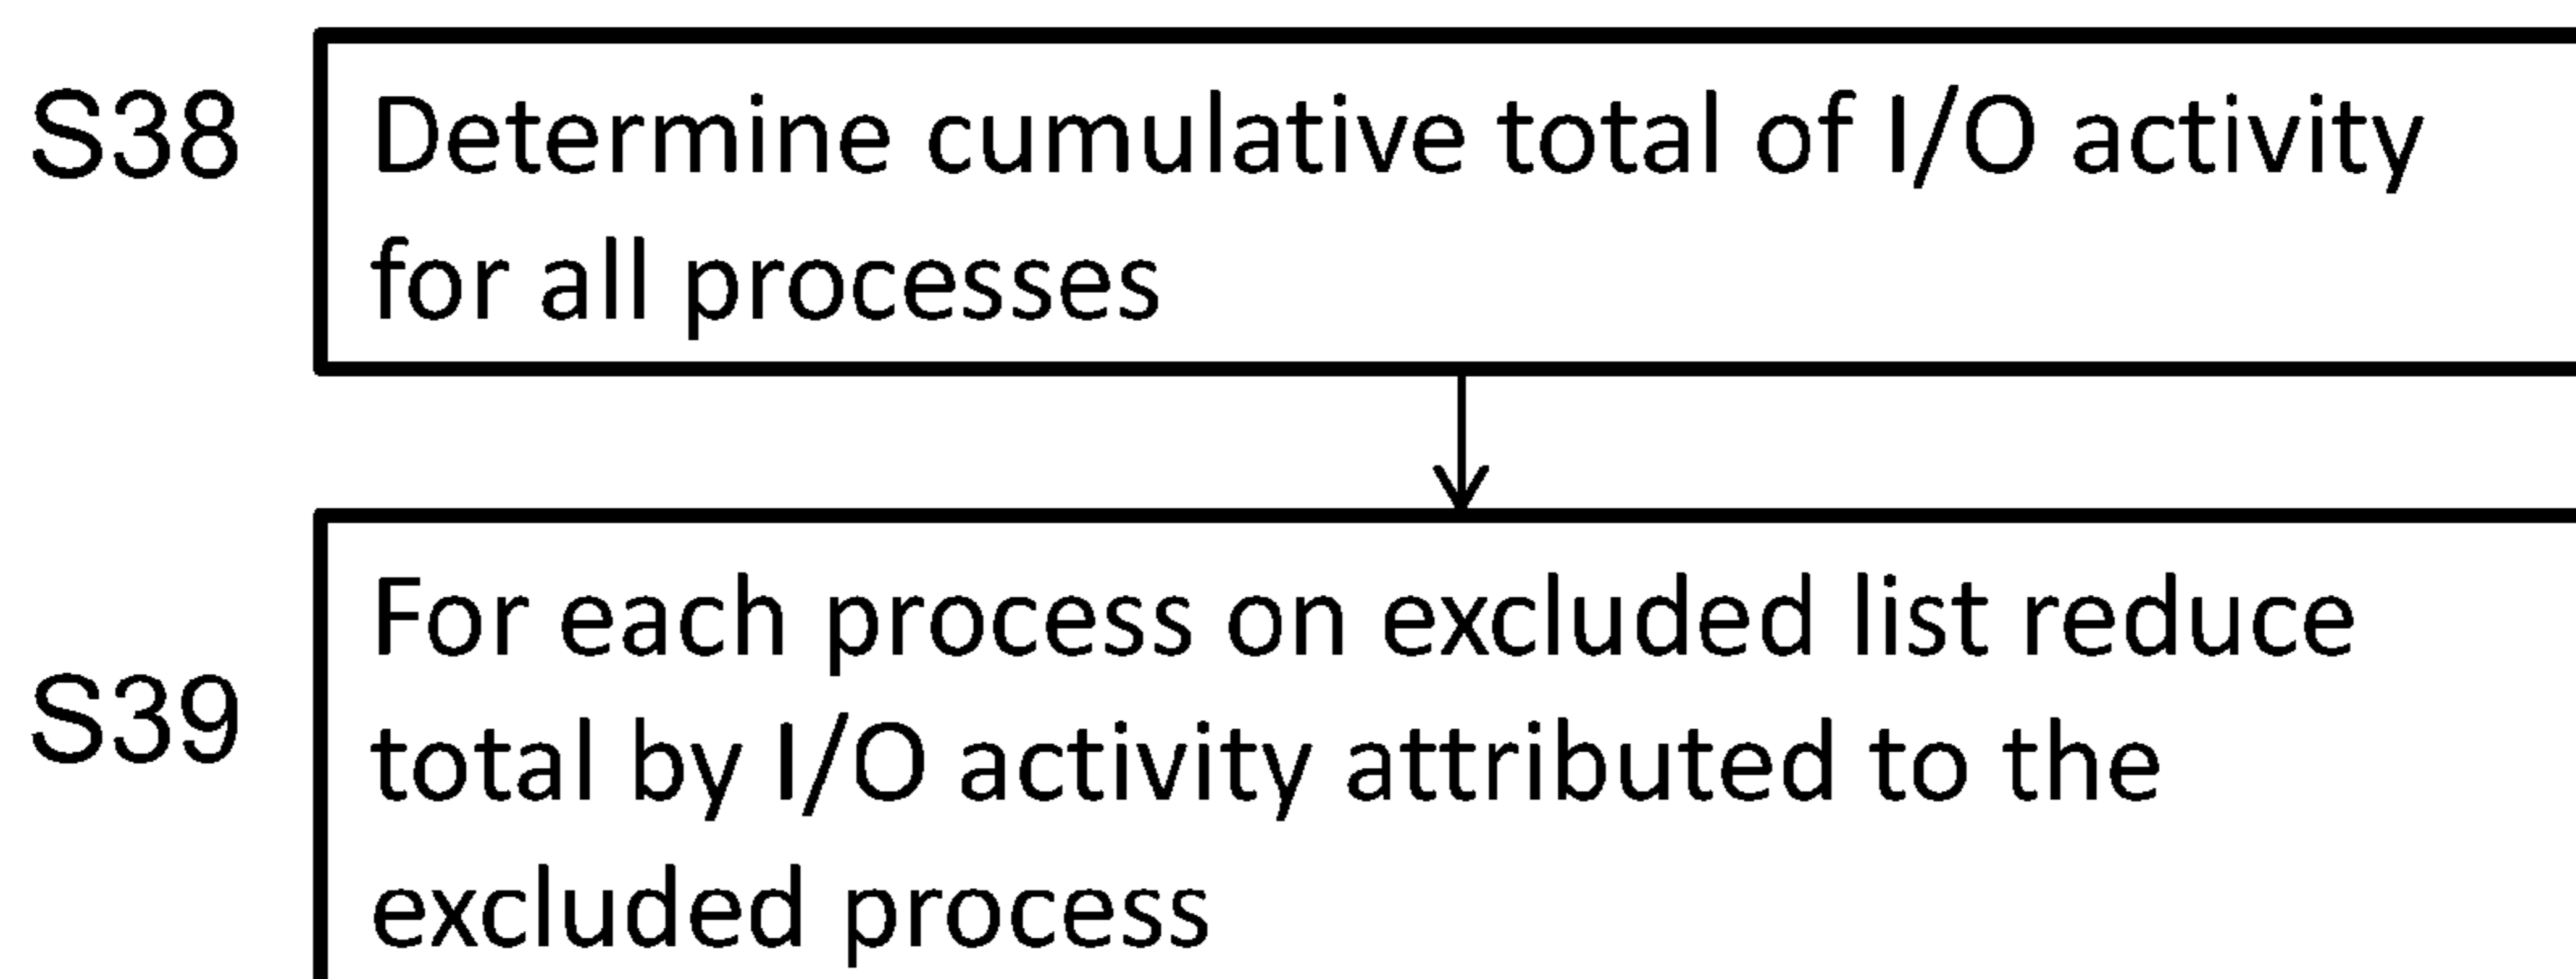 S38
Determine cumulative total of I/O activity
for all processes
S39
For each process on excluded list reduce
total by I/O activity attributed to the
excluded process